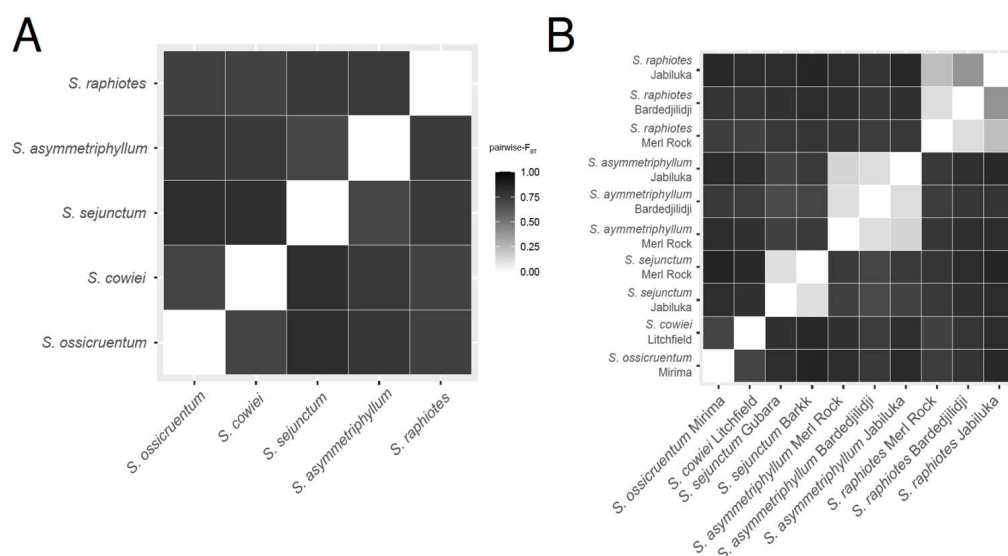 A
S. raphiotes
S. asymmetriphyllum
S. sejunctum
S. cowiei
S. ossicruentum
S. ossicruentum
S. cowiei
S. sejunctum
S. asymmetriphyllum
S. raphiotes
pairwise-FST
1.00
0.75
0.50
0.25
0.00
B
S. raphiotes
Jabiluka
S. raphiotes
Bardedjilidji
S. raphiotes
Merl Rock
S. asymmetriphyllum
Jabiluka
S. aymmetriphyllum
Bardedjilidji
S. aymmetriphyllum
Merl Rock
S. sejunctum
Merl Rock
S. sejunctum
Jabiluka
S. cowiei
Litchfield
S. ossicruentum
Mirima
S. ossicruentum Mirima
S. cowiei Litchfield
S. sejunctum Gubara
S. sejunctum Barkk
S. asymmetriphyllum Merl Rock
S. asymmetriphyllum Bardedjilidji
S. asymmetriphyllum Jabiluka
S. raphiotes Merl Rock
S. raphiotes Bardedjilidji
S. raphiotes Jabiluka